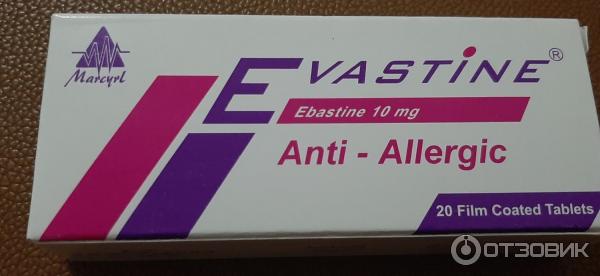 Marcyrl
EVASTINE®
Ebastine 10 mg
Anti - Allergic
20 Film Coated Tablets
ОТЗОВИК